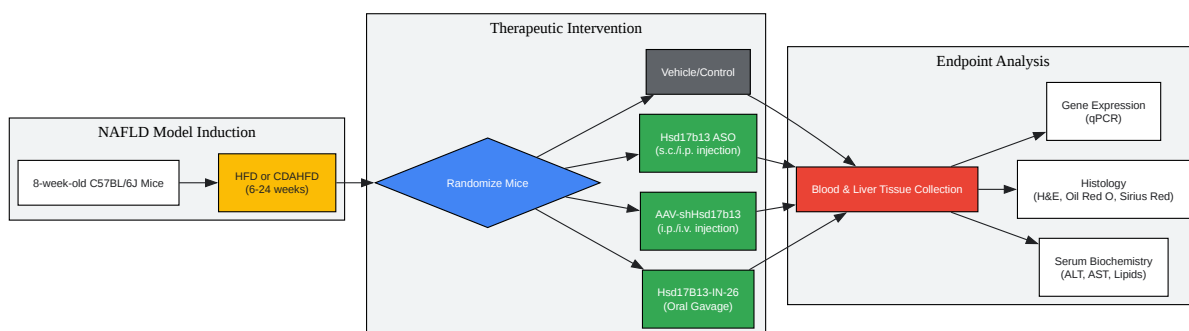 NAFLD Model Induction
8-week-old C57BL/6J Mice
HFD or CDAHFD
(6-24 weeks)
Therapeutic Intervention
Randomize Mice
Vehicle/Control
Hsd17b13 ASO
(s.c./i.p. injection)
AAV-shHsd17b13
(i.p./i.v. injection)
Hsd17B13-IN-26
(Oral Gavage)
Endpoint Analysis
Blood & Liver Tissue Collection
Gene Expression
(qPCR)
Histology
(H&E, Oil Red O, Sirius Red)
Serum Biochemistry
(ALT, AST, Lipids)